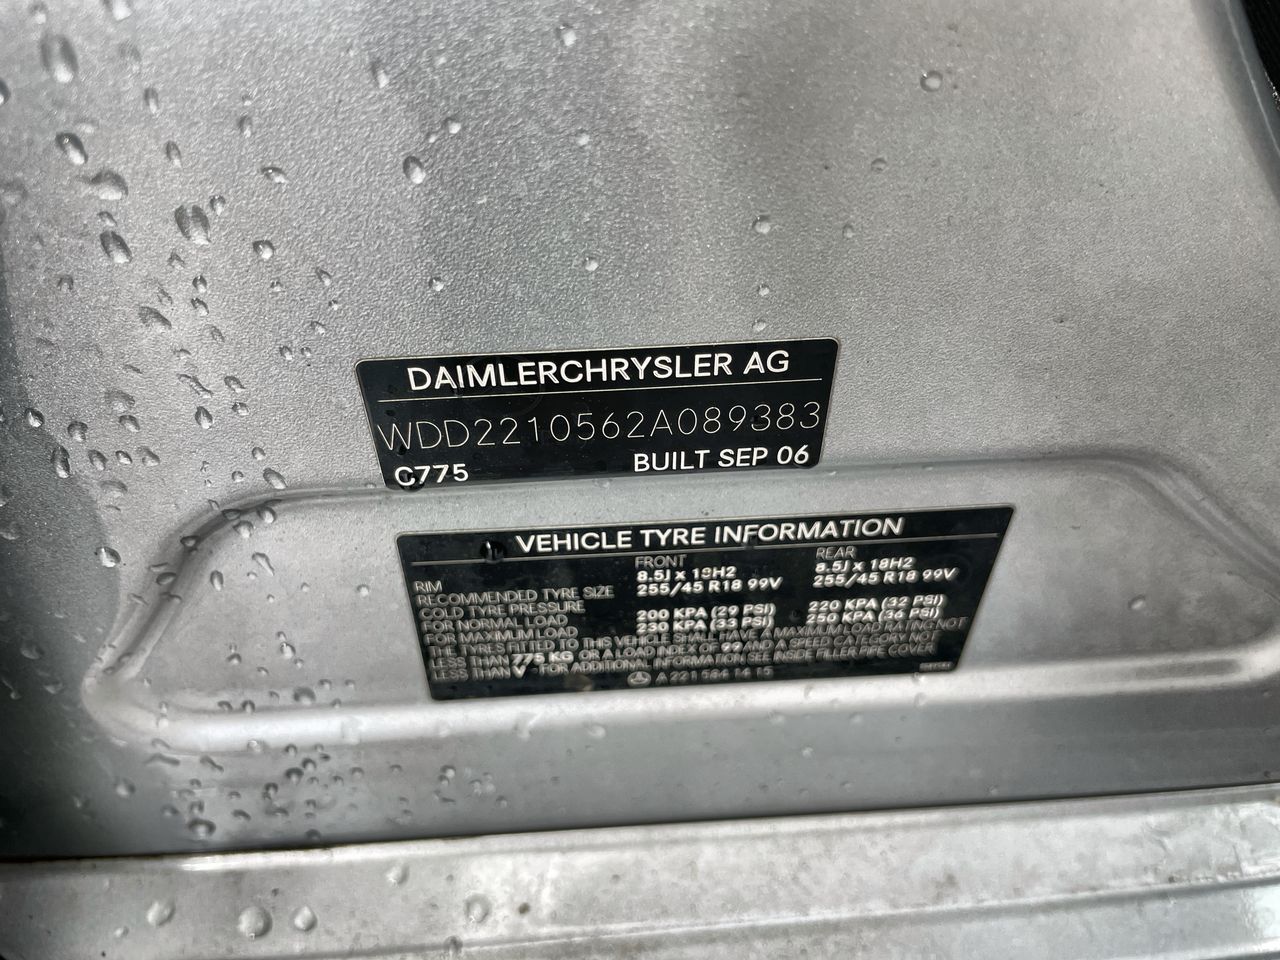 DAIMLERCHRYSLER AG
WDD2210562A089383
C775 BUILT SEP 06
VEHICLE TYRE INFORMATION
FRONT REAR
RIM 8.5J x 18H2 8.5J x 18H2
RECOMMENDED TYRE SIZE 255/45 R18 99V 255/45 R18 99V
COLD TYRE PRESSURE
FOR NORMAL LOAD 200 KPA (29 PSI) 220 KPA (32 PSI)
FOR MAXIMUM LOAD 230 KPA (33 PSI) 250 KPA (36 PSI)
THE TYRES FITTED TO THIS VEHICLE SHALL HAVE A MAXIMUM LOAD RATING NOT
LESS THAN 775 KG OR A LOAD INDEX OF 99 AND A SPEED CATEGORY NOT
LESS THAN V FOR ADDITIONAL INFORMATION SEE INSIDE FILLER PIPE COVER
A 221 584 14 15